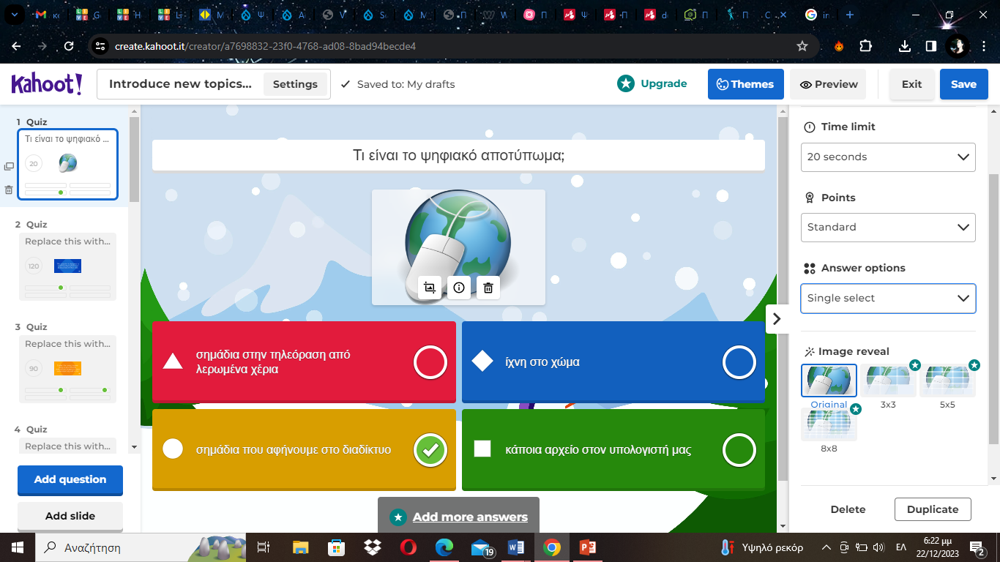 create.kahoot.it/creator/a7698832-23f0-4768-ad08-8bad94becde4
Kahoot!
Introduce new topics...
Settings
Saved to: My drafts
Upgrade
Themes
Preview
Exit
Save
1 Quiz
Τι είναι το ψηφιακό ...
20
2 Quiz
Replace this with...
120
3 Quiz
Replace this with...
90
4 Quiz
Replace this with...
Add question
Add slide
Τι είναι το ψηφιακό αποτύπωμα;
σημάδια στην τηλεόραση από
λερωμένα χέρια
ίχνη στο χώμα
σημάδια που αφήνουμε στο διαδίκτυο
κάποια αρχείο στον υπολογιστή μας
Add more answers
Time limit
20 seconds
Points
Standard
Answer options
Single select
Image reveal
Original
3x3
5x5
8x8
Delete
Duplicate
Αναζήτηση
19
Υψηλό ρεκόρ
ΕΛ
6:22 μμ
22/12/2023
2